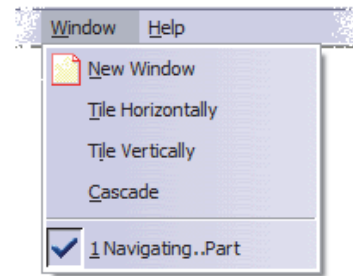 Window Help
New Window
Tile Horizontally
Tile Vertically
Cascade
1 Navigating..Part